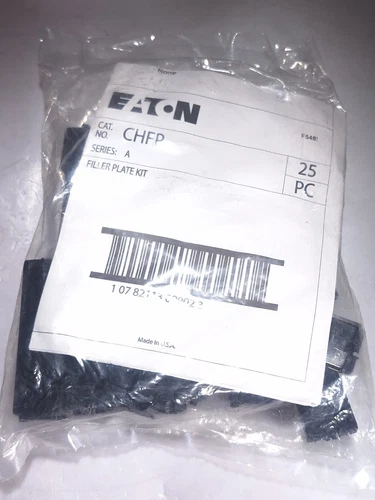 EATON
CAT.
NO. CHFP
SERIES: A
FILLER PLATE KIT
25
PC
Made In USA